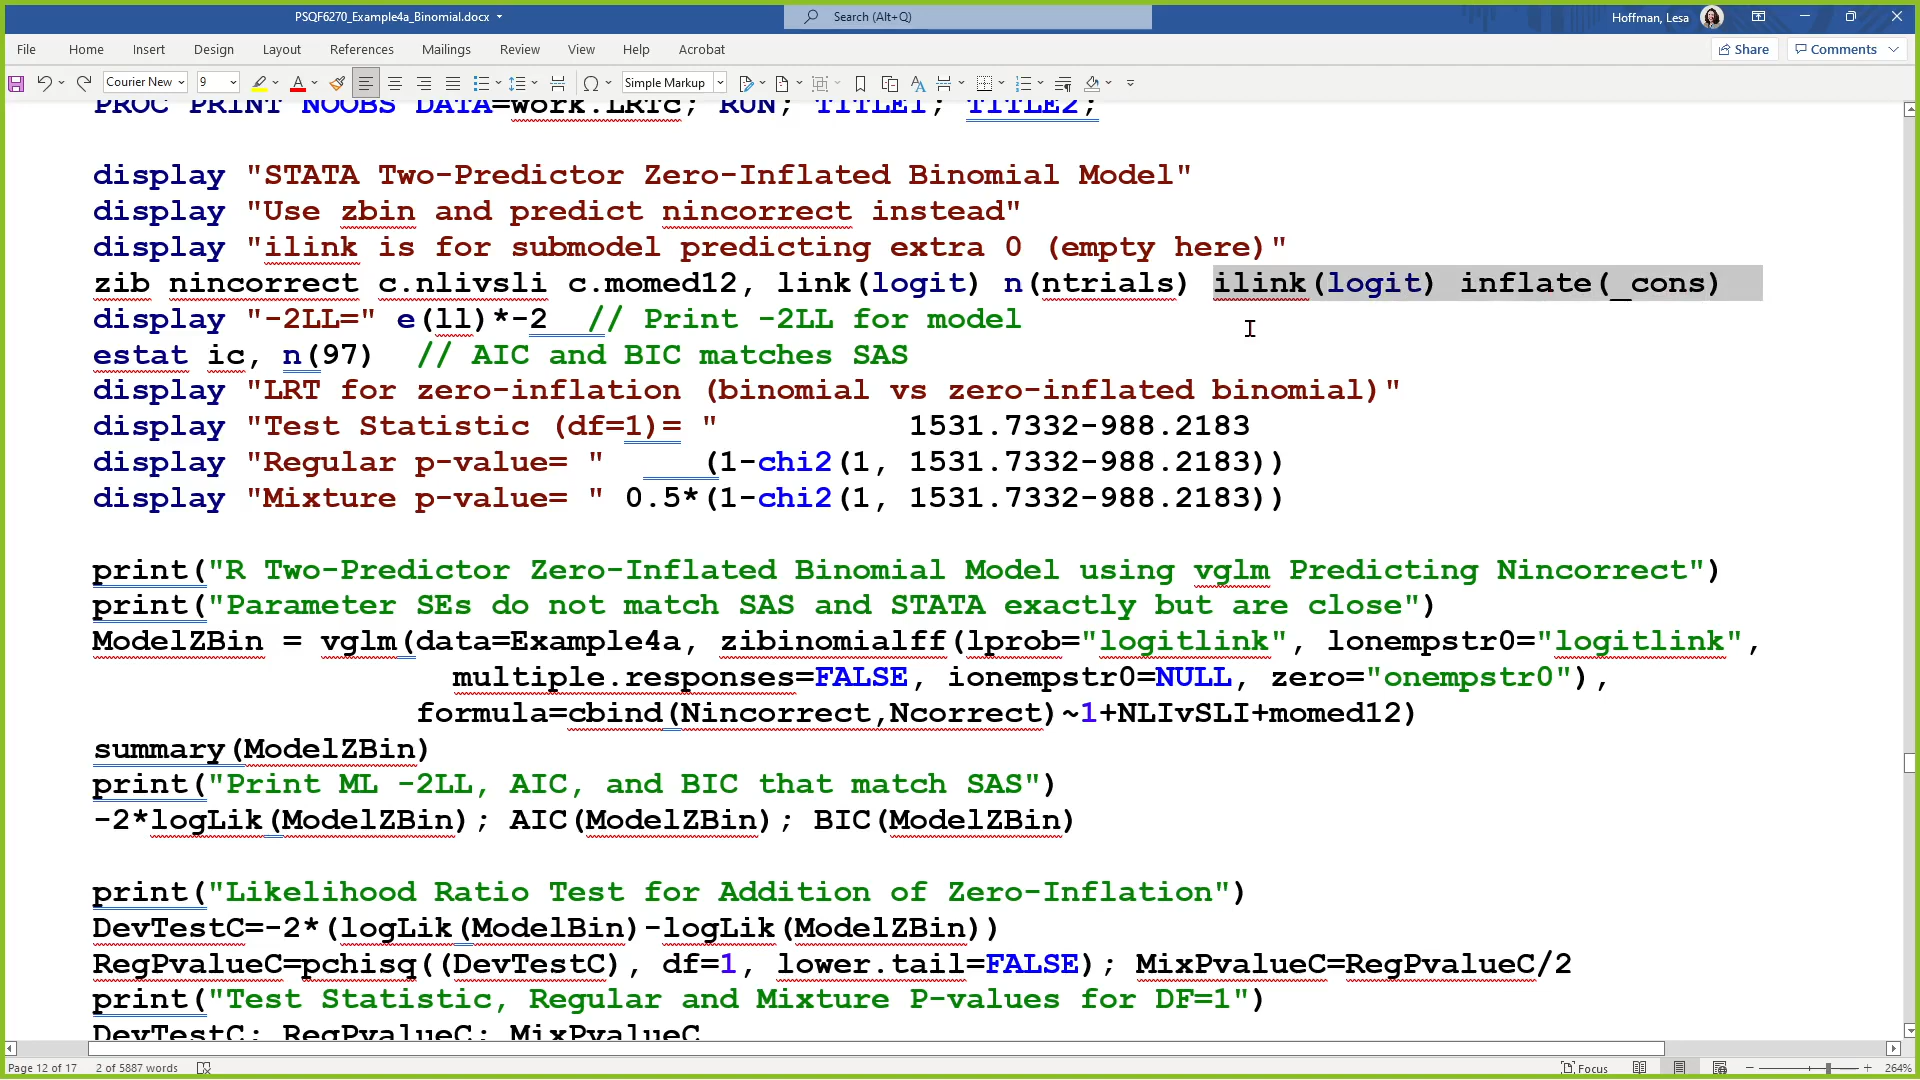 PSQF6270_Example4a_Binomial.docx
Search (Alt+Q)
Hoffman, Lesa
File Home Insert Design Layout References Mailings Review View Help Acrobat
Share Comments
Courier New 9 Simple Markup
PROC PRINT NOOBS DATA=work.LRTc; RUN; TITLE1; TITLE2;
display "STATA Two-Predictor Zero-Inflated Binomial Model"
display "Use zbin and predict nincorrect instead"
display "ilink is for submodel predicting extra 0 (empty here)"
zib nincorrect c.nlivsli c.momed12, link(logit) n(ntrials) ilink(logit) inflate(_cons)
display "-2LL=" e(ll)*-2 // Print -2LL for model
estat ic, n(97) // AIC and BIC matches SAS
display "LRT for zero-inflation (binomial vs zero-inflated binomial)"
display "Test Statistic (df=1)= " 1531.7332-988.2183
display "Regular p-value= " (1-chi2(1, 1531.7332-988.2183))
display "Mixture p-value= " 0.5*(1-chi2(1, 1531.7332-988.2183))
print("R Two-Predictor Zero-Inflated Binomial Model using vglm Predicting Nincorrect")
print("Parameter SEs do not match SAS and STATA exactly but are close")
ModelZBin = vglm(data=Example4a, zibinomialff(lprob="logitlink", lonempstr0="logitlink",
multiple.responses=FALSE, ionempstr0=NULL, zero="onempstr0"),
formula=cbind(Nincorrect,Ncorrect)~1+NLIvSLI+momed12)
summary(ModelZBin)
print("Print ML -2LL, AIC, and BIC that match SAS")
-2*logLik(ModelZBin); AIC(ModelZBin); BIC(ModelZBin)
print("Likelihood Ratio Test for Addition of Zero-Inflation")
DevTestC=-2*(logLik(ModelBin)-logLik(ModelZBin))
RegPvalueC=pchisq((DevTestC), df=1, lower.tail=FALSE); MixPvalueC=RegPvalueC/2
print("Test Statistic, Regular and Mixture P-values for DF=1")
DevTestC; RegPvalueC; MixPvalueC
Page 12 of 17 2 of 5887 words Focus 264%